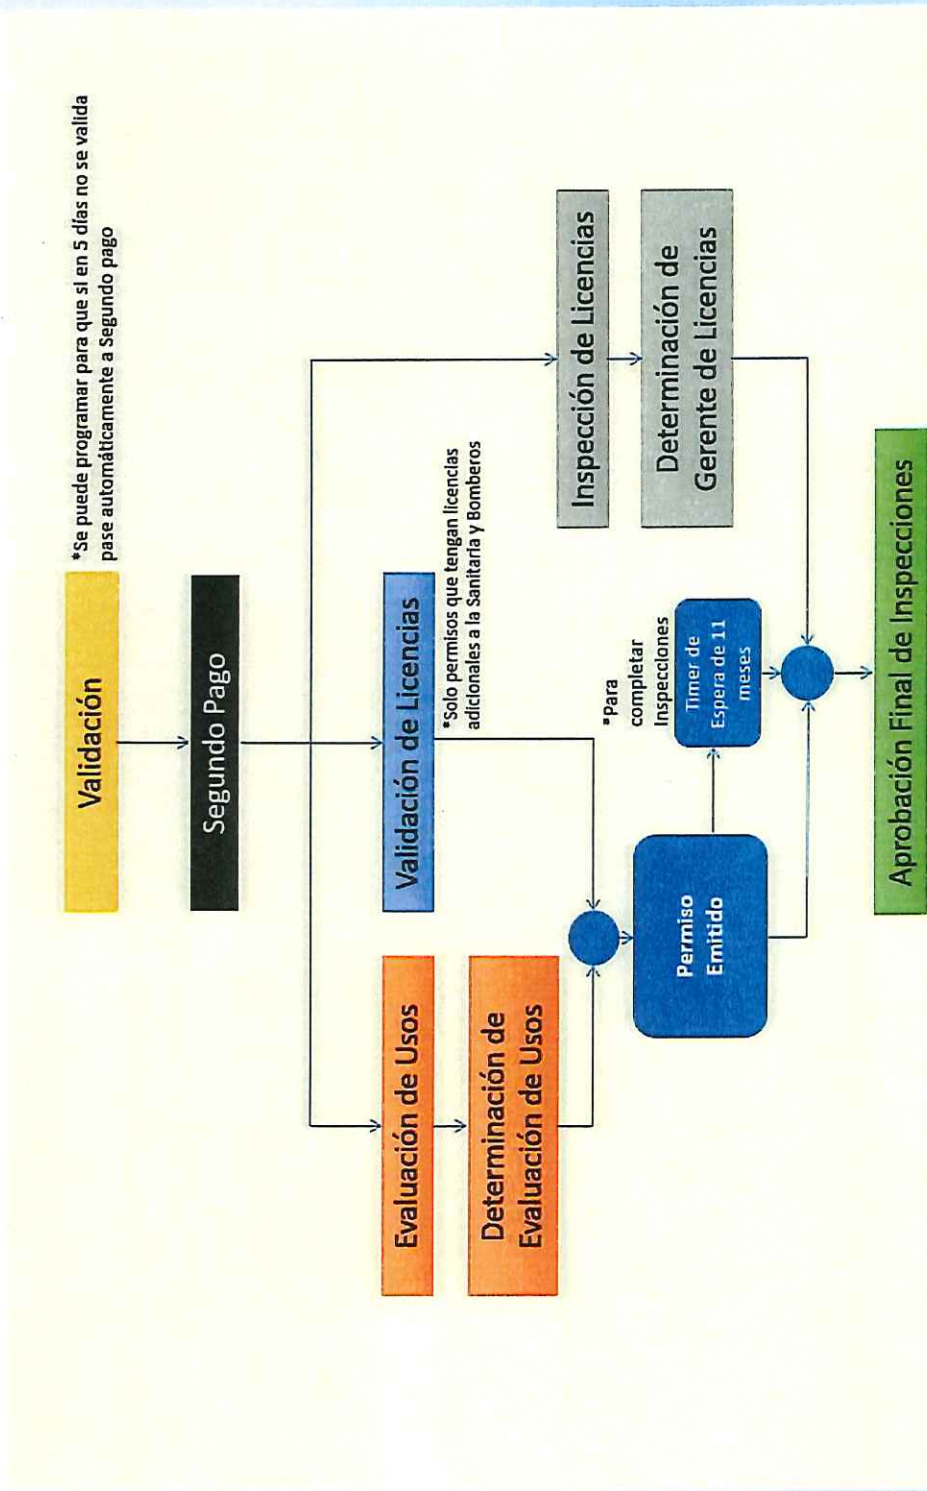 Validación
*Se puede programar para que si en 5 días no se valida
pase automáticamente a Segundo pago
Segundo Pago
Evaluación de Usos
Validación de Licencias
*Solo permisos que tengan licencias
adicionales a la Sanitaria y Bomberos
Determinación de
Evaluación de Usos
Inspección de Licencias
Determinación de
Gerente de Licencias
Permiso
Emitido
*Para
completar
Inspecciones
Timer de
Espera de 11
meses
Aprobación Final de Inspecciones